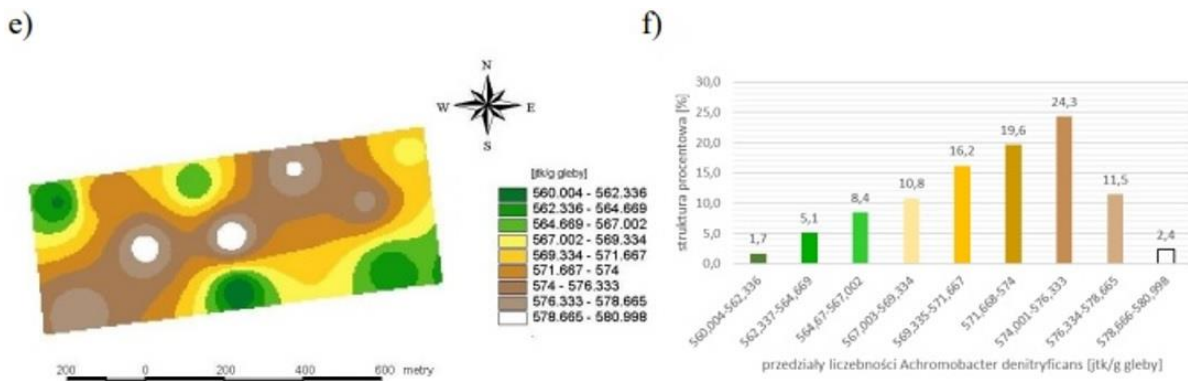 e)
N
W E
S
[jtk/g gleby]
560.004 - 562.336
562.336 - 564.669
564.669 - 567.002
567.002 - 569.334
569.334 - 571.667
571.667 - 574
574 - 576.333
576.333 - 578.665
578.665 - 580.998
200 0 200 400 600 metry
f)
struktura procentowa [%]
30,0
25,0
20,0
15,0
10,0
5,0
0,0
1,7
5,1
8,4
10,8
16,2
19,6
24,3
11,5
2,4
560,004-562,336
562,337-564,669
564,67-567,002
567,003-569,334
569,335-571,667
571,668-574
574,001-576,333
576,334-578,665
578,666-580,998
przedziały liczebności Achromobacter denitryficans [jtk/g gleby]